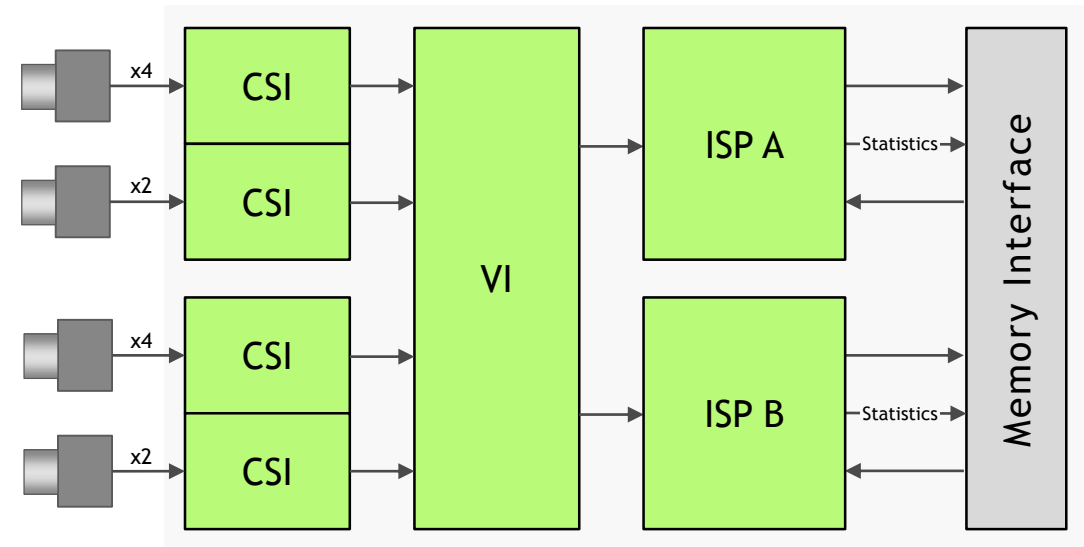 x4
CSI
x2
CSI
x4
CSI
x2
CSI
VI
ISP A
Statistics
ISP B
Statistics
Memory Interface